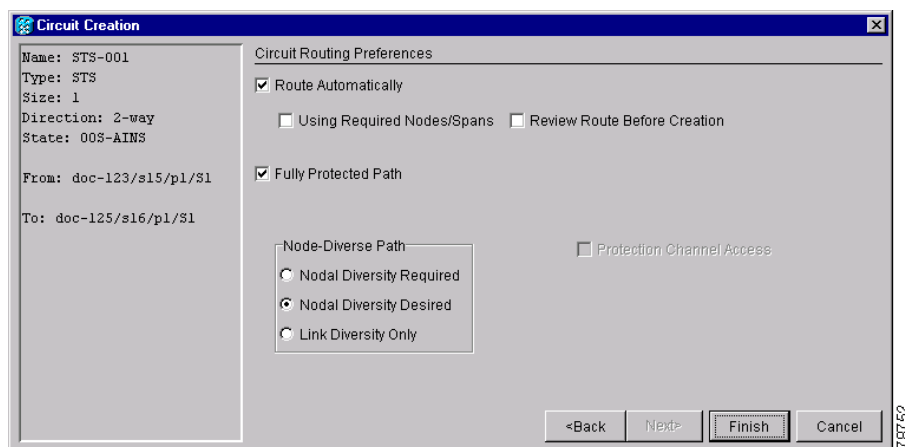 Circuit Creation
Name: STS-001
Type: STS
Size: 1
Direction: 2-way
State: OOS-AINS
From: doc-123/s15/p1/S1
To: doc-125/s16/p1/S1
Circuit Routing Preferences
Route Automatically
Using Required Nodes/Spans
Review Route Before Creation
Fully Protected Path
Node-Diverse Path
Nodal Diversity Required
Nodal Diversity Desired
Link Diversity Only
Protection Channel Access
<Back
Next>
Finish
Cancel
78752